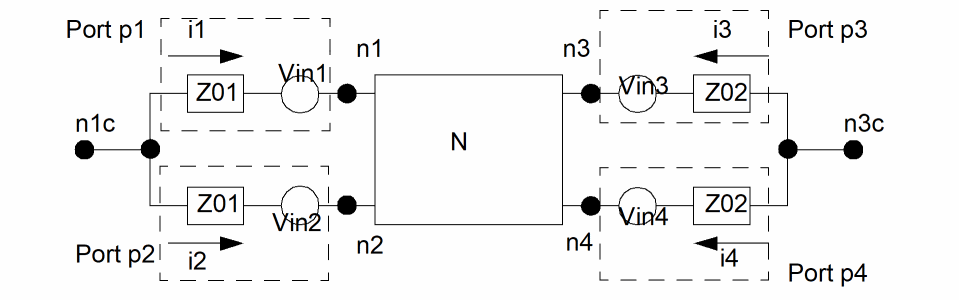 Port p1
i1
i3
Port p3
n1
n3
Vin1
Vin3
Z01
Z02
n1c
N
n3c
Z01
Z02
Vin2
Vin4
Port p2
i2
n2
n4
i4
Port p4